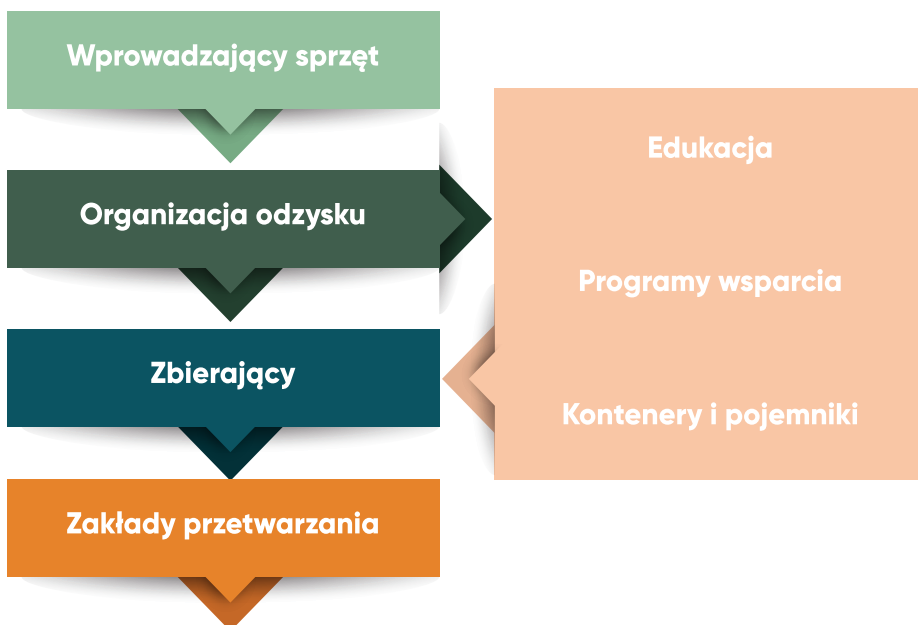 Wprowadzający sprzęt
Organizacja odzysku
Zbierający
Zakłady przetwarzania
Edukacja
Programy wsparcia
Kontenery i pojemniki